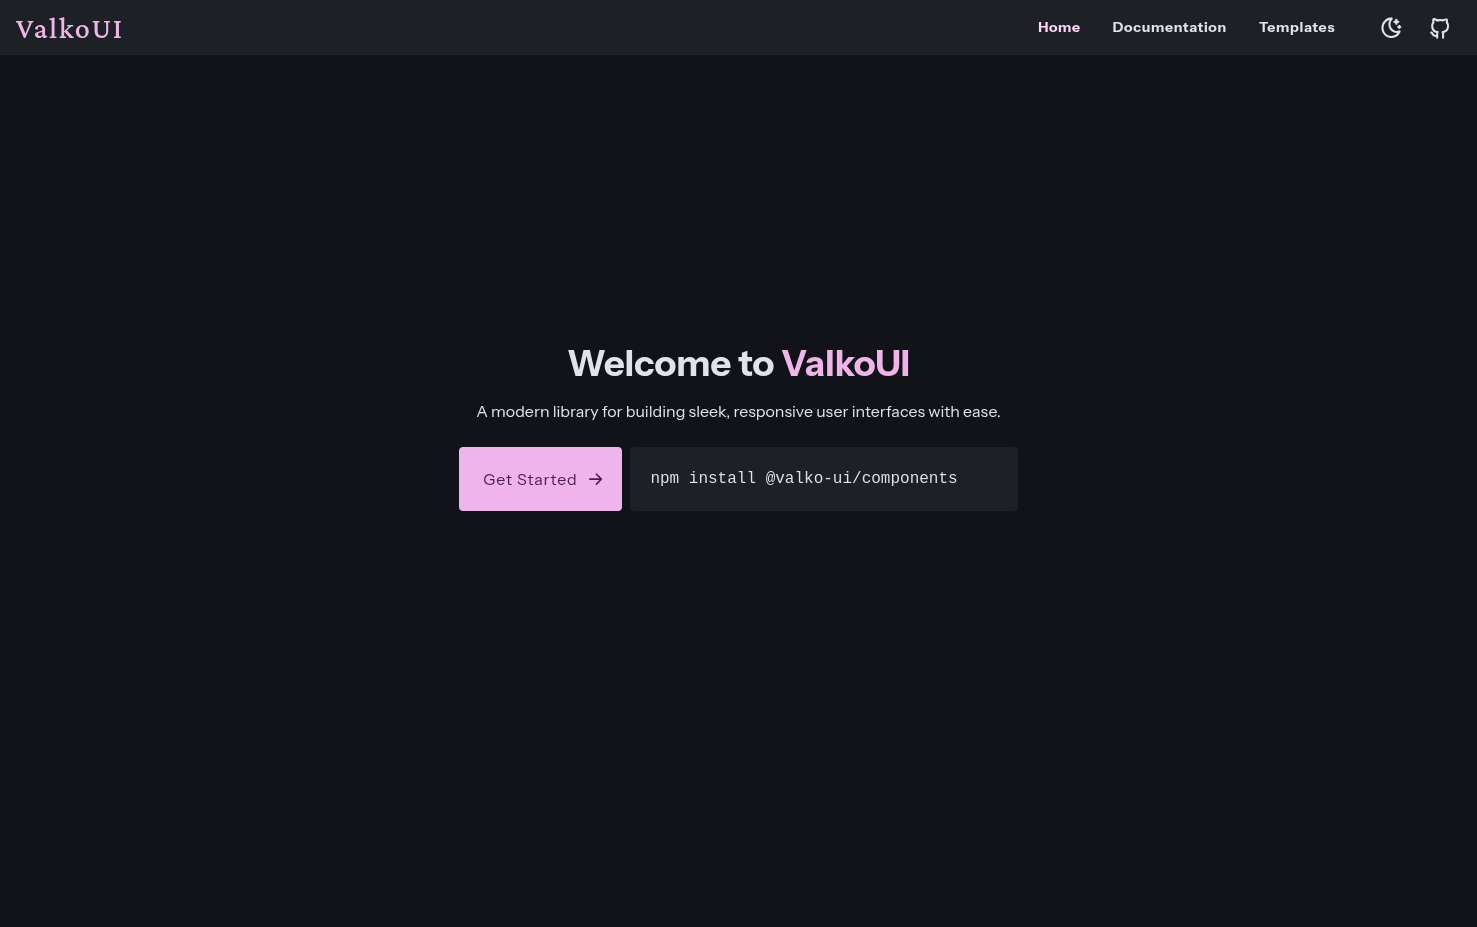 ValkoUI
Home
Documentation
Templates
Welcome to ValkoUI
A modern library for building sleek, responsive user interfaces with ease.
Get Started
npm install @valko-ui/components